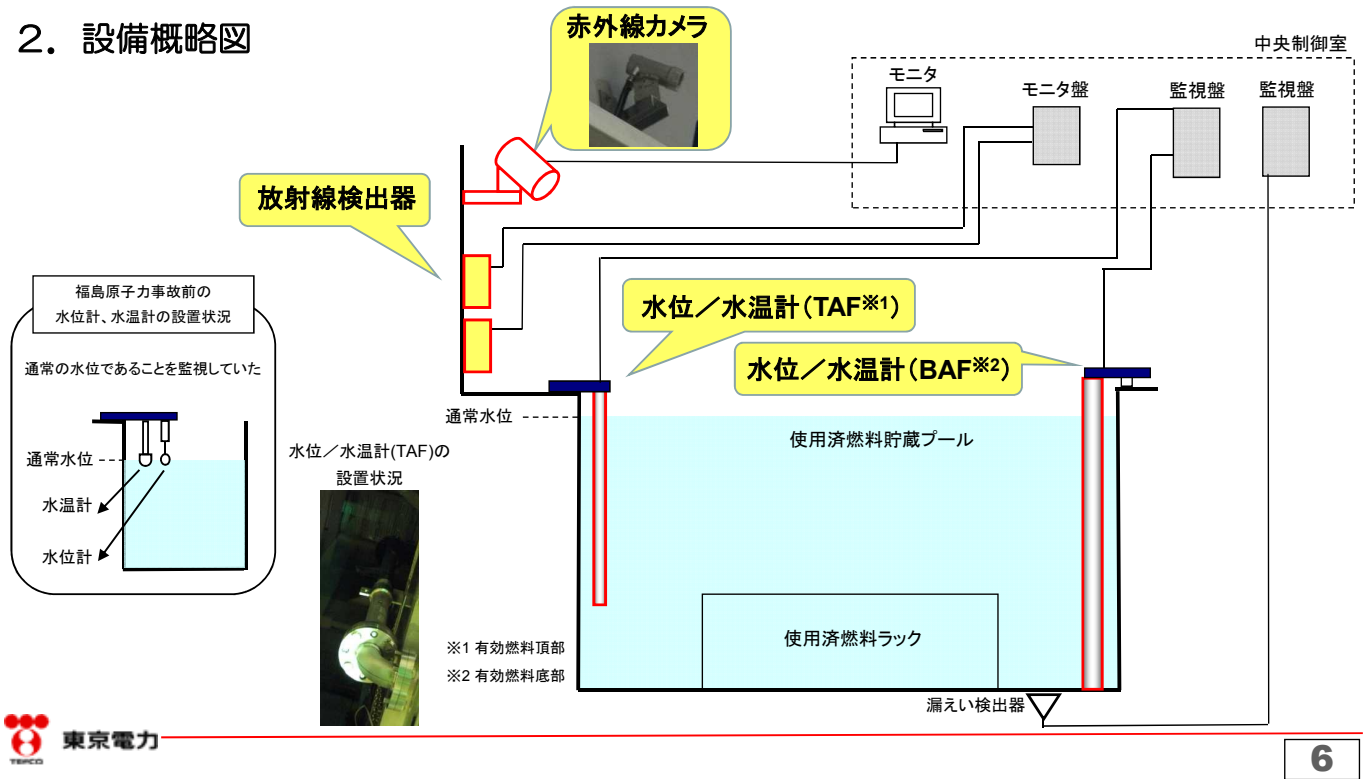 ２．設備概略図
赤外線カメラ
中央制御室
モニタ
モニタ盤
監視盤
監視盤
放射線検出器
福島原子力事故前の
水位計、水温計の設置状況
通常の水位であることを監視していた
通常水位
水温計
水位計
水位／水温計（TAF※1）
水位／水温計（BAF※2）
通常水位
使用済燃料貯蔵プール
水位／水温計(TAF)の
設置状況
使用済燃料ラック
※1 有効燃料頂部
※2 有効燃料底部
漏えい検出器
TEPCO
東京電力
6